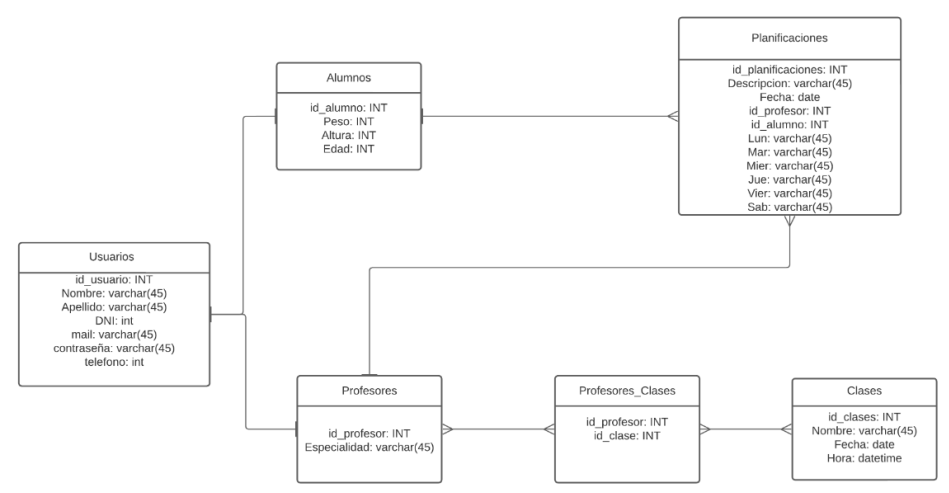 Planificaciones
id_planificaciones: INT
Descripcion: varchar(45)
Fecha: date
id_profesor: INT
id_alumno: INT
Lun: varchar(45)
Mar: varchar(45)
Mier: varchar(45)
Jue: varchar(45)
Vier: varchar(45)
Sab: varchar(45)
Alumnos
id_alumno: INT
Peso: INT
Altura: INT
Edad: INT
Usuarios
id_usuario: INT
Nombre: varchar(45)
Apellido: varchar(45)
DNI: int
mail: varchar(45)
contraseña: varchar(45)
telefono: int
Profesores
id_profesor: INT
Especialidad: varchar(45)
Profesores_Clases
id_profesor: INT
id_clase: INT
Clases
id_clases: INT
Nombre: varchar(45)
Fecha: date
Hora: datetime